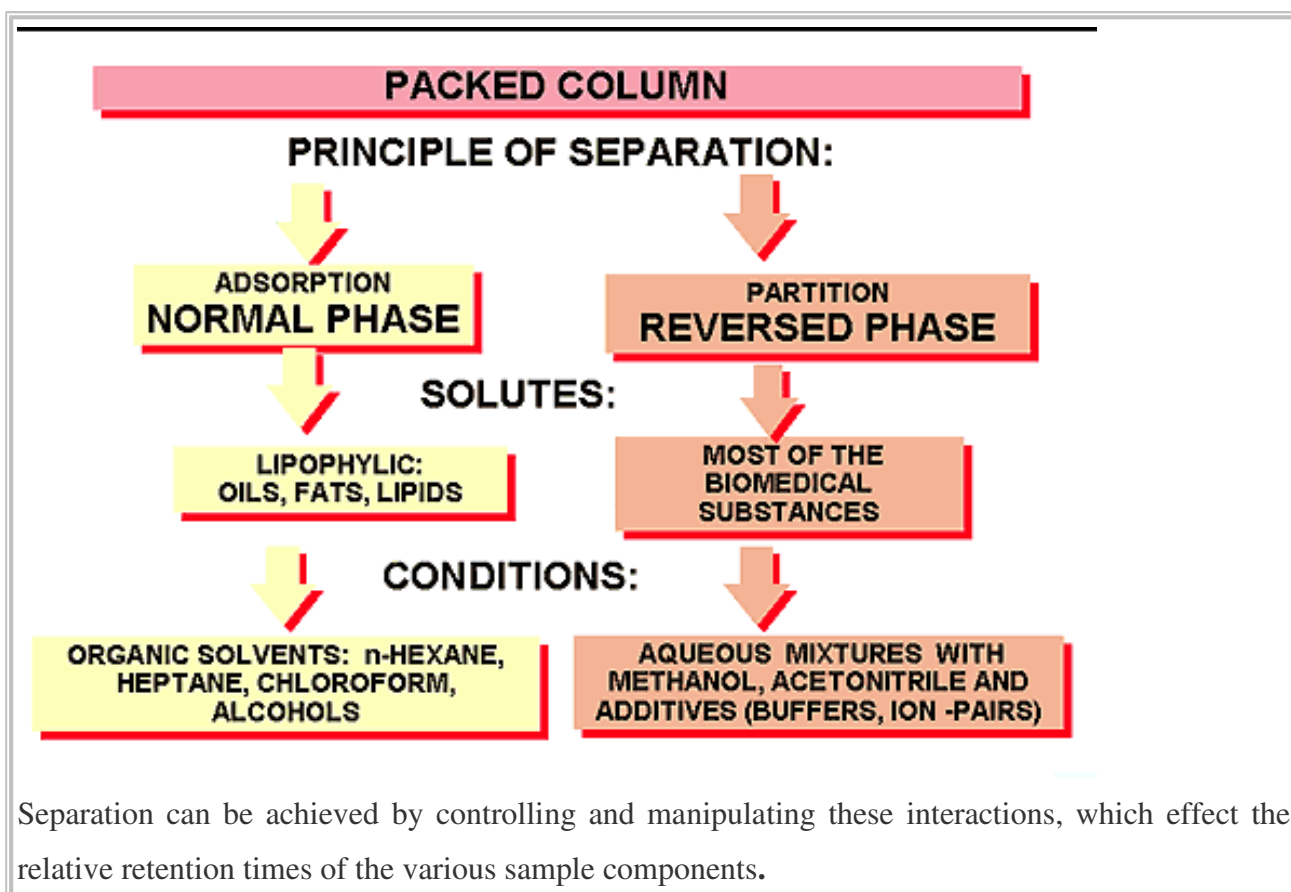 PACKED COLUMN
PRINCIPLE OF SEPARATION:
ADSORPTION
NORMAL PHASE
PARTITION
REVERSED PHASE
SOLUTES:
LIPOPHYLIC:
OILS, FATS, LIPIDS
MOST OF THE
BIOMEDICAL
SUBSTANCES
CONDITIONS:
ORGANIC SOLVENTS: n-HEXANE,
HEPTANE, CHLOROFORM,
ALCOHOLS
AQUEOUS MIXTURES WITH
METHANOL, ACETONITRILE AND
ADDITIVES (BUFFERS, ION -PAIRS)
Separation can be achieved by controlling and manipulating these interactions, which effect the
relative retention times of the various sample components.